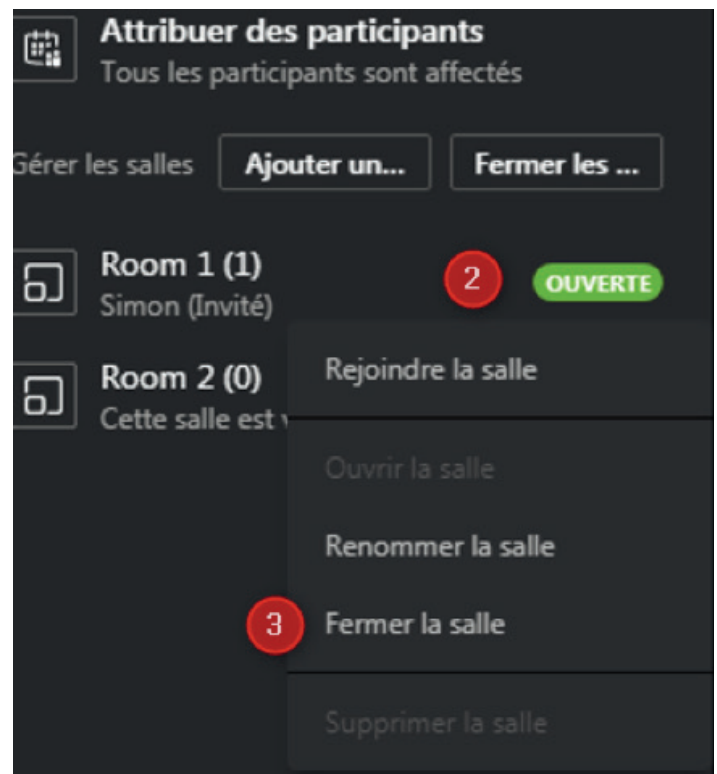 Attribuer des participants
Tous les participants sont affectés
Gérer les salles Ajouter un... Fermer les ...
Room 1 (1) 2 OUVERTE
Simon (Invité)
Rejoindre la salle
Room 2 (0)
Cette salle est
Ouvrir la salle
Renommer la salle
3 Fermer la salle
Supprimer la salle